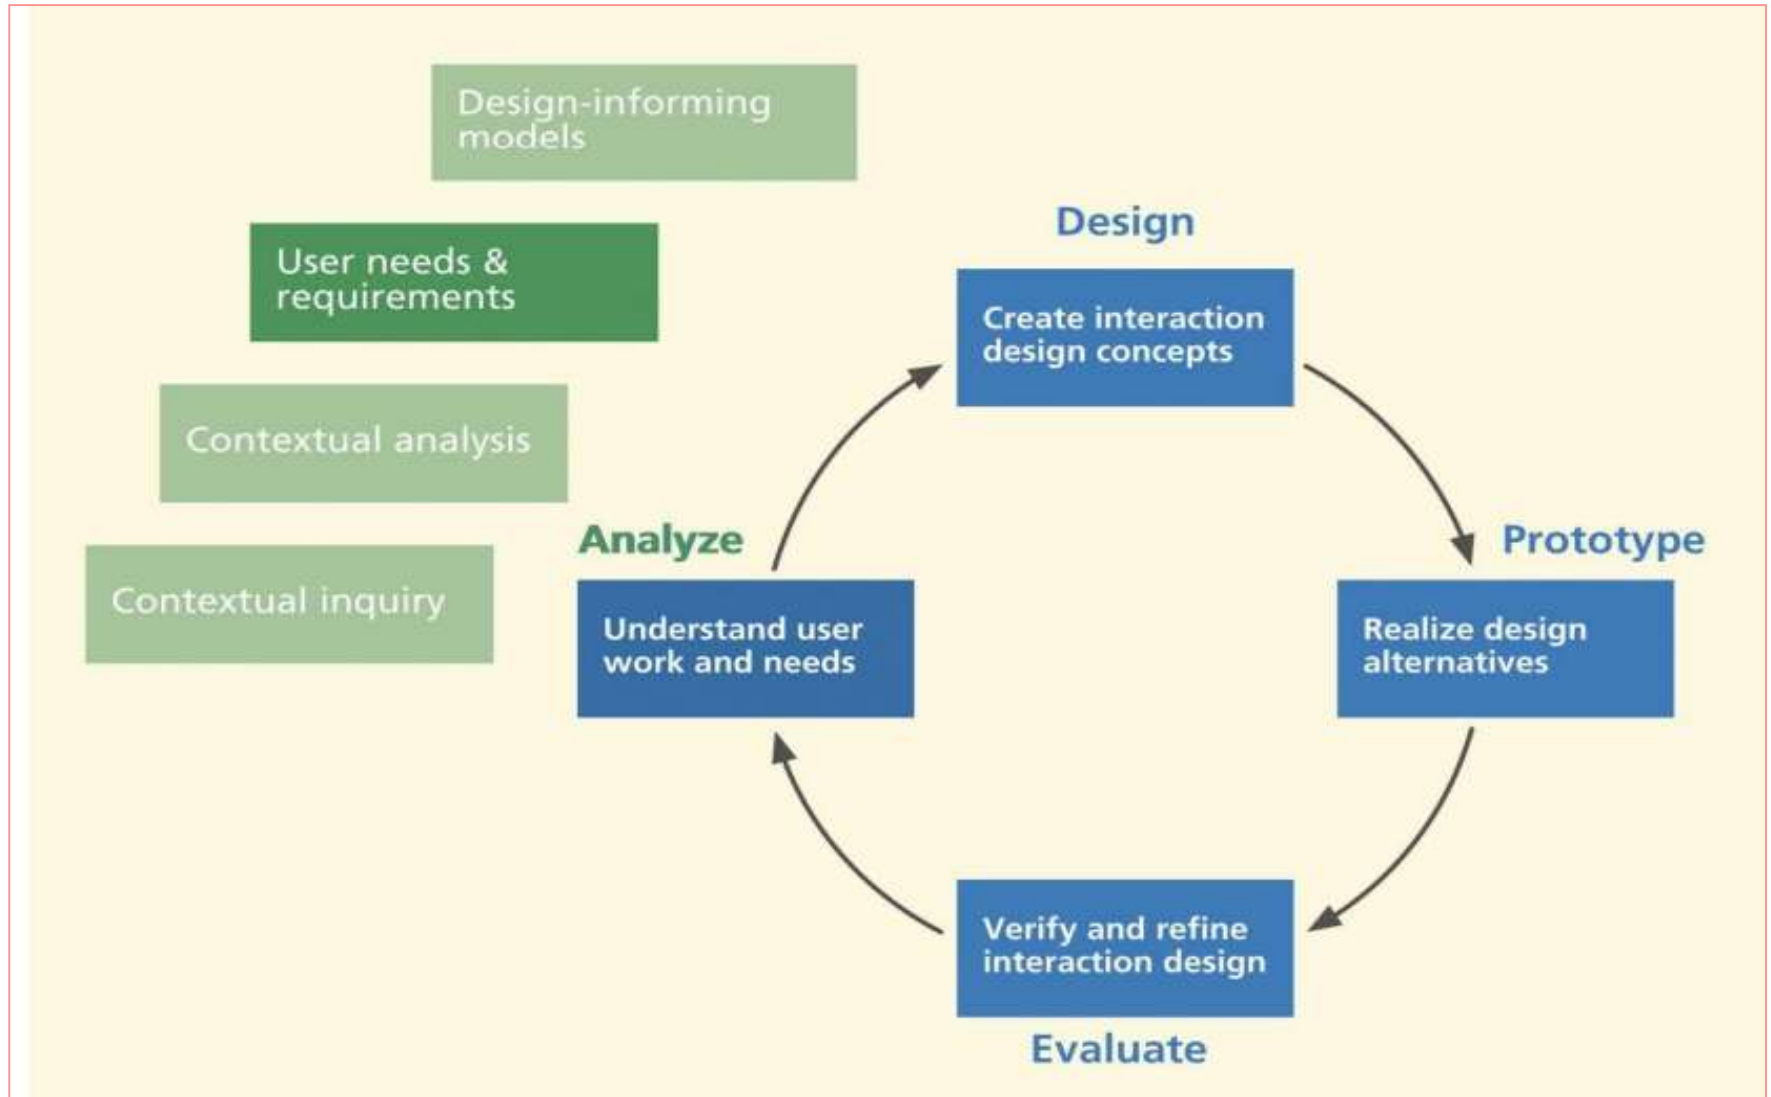 Design-informing
models
User needs &
requirements
Contextual analysis
Contextual inquiry
Design
Create interaction
design concepts
Analyze
Understand user
work and needs
Prototype
Realize design
alternatives
Verify and refine
interaction design
Evaluate